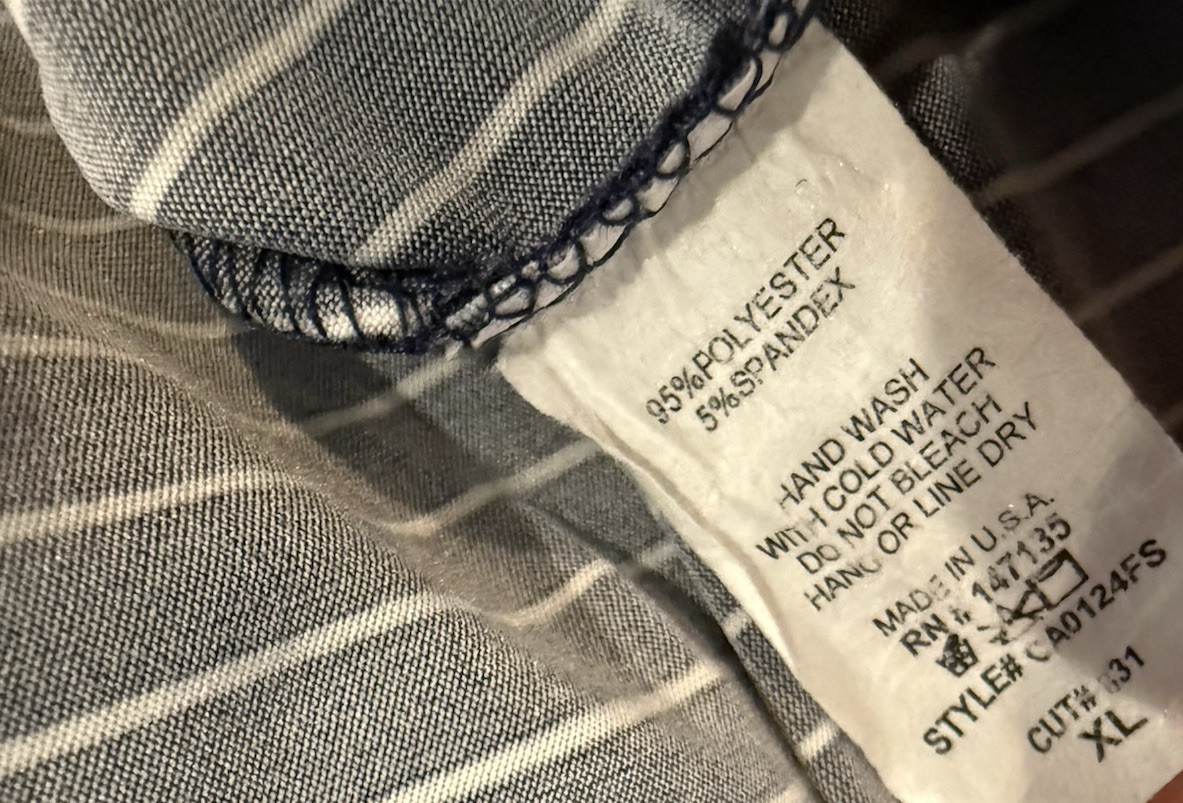 95%POLYESTER
5%SPANDEX
HAND WASH
WITH COLD WATER
DO NOT BLEACH
HANG OR LINE DRY
MADE IN U.S.A.
RN # 147135
STYLE# CA0124FS
CUT#
XL